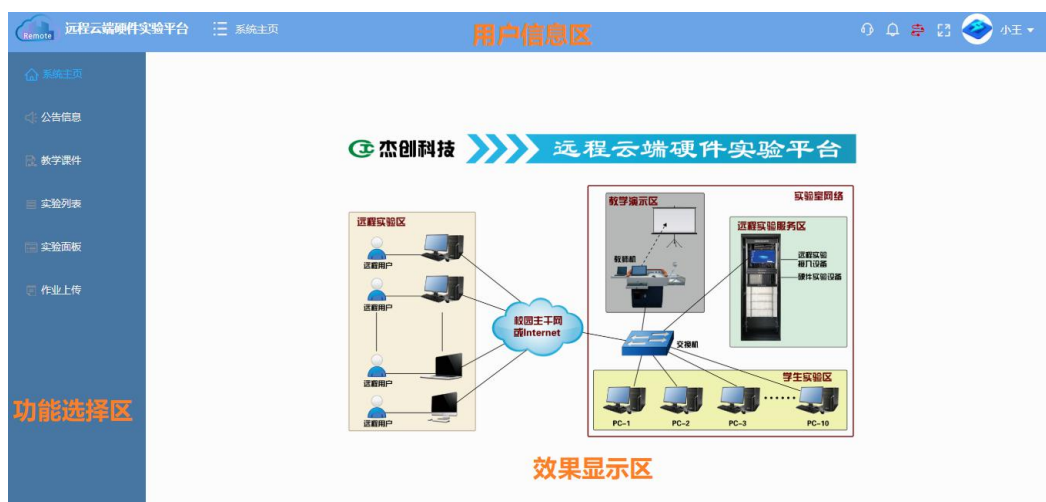 Remote
远程云端硬件实验平台
系统主页
用户信息区
小王
系统主页
公告信息
教学课件
实验列表
实验面板
作业上传
功能选择区
杰创科技
远程云端硬件实验平台
远程实验区
远程用户
远程用户
远程用户
远程用户
校园主干网
或Internet
实验室网络
教学演示区
教师机
远程实验服务区
远程实验
接入设备
硬件实验设备
交换机
学生实验区
PC-1
PC-2
PC-3
PC-10
效果显示区